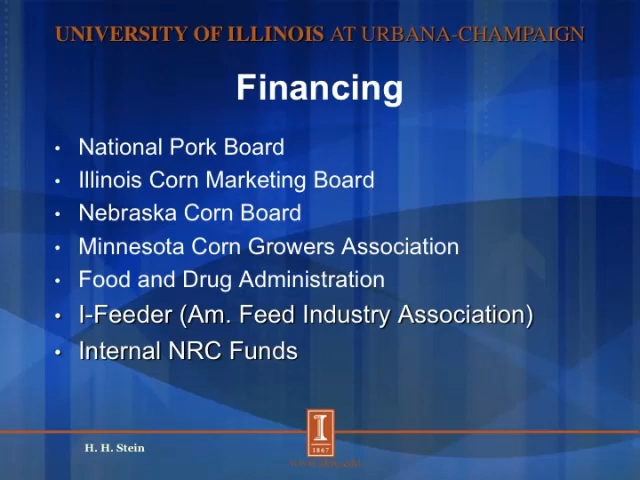 UNIVERSITY OF ILLINOIS AT URBANA-CHAMPAIGN
Financing
• National Pork Board
• Illinois Corn Marketing Board
• Nebraska Corn Board
• Minnesota Corn Growers Association
• Food and Drug Administration
• I-Feeder (Am. Feed Industry Association)
• Internal NRC Funds
I
1867
H. H. Stein